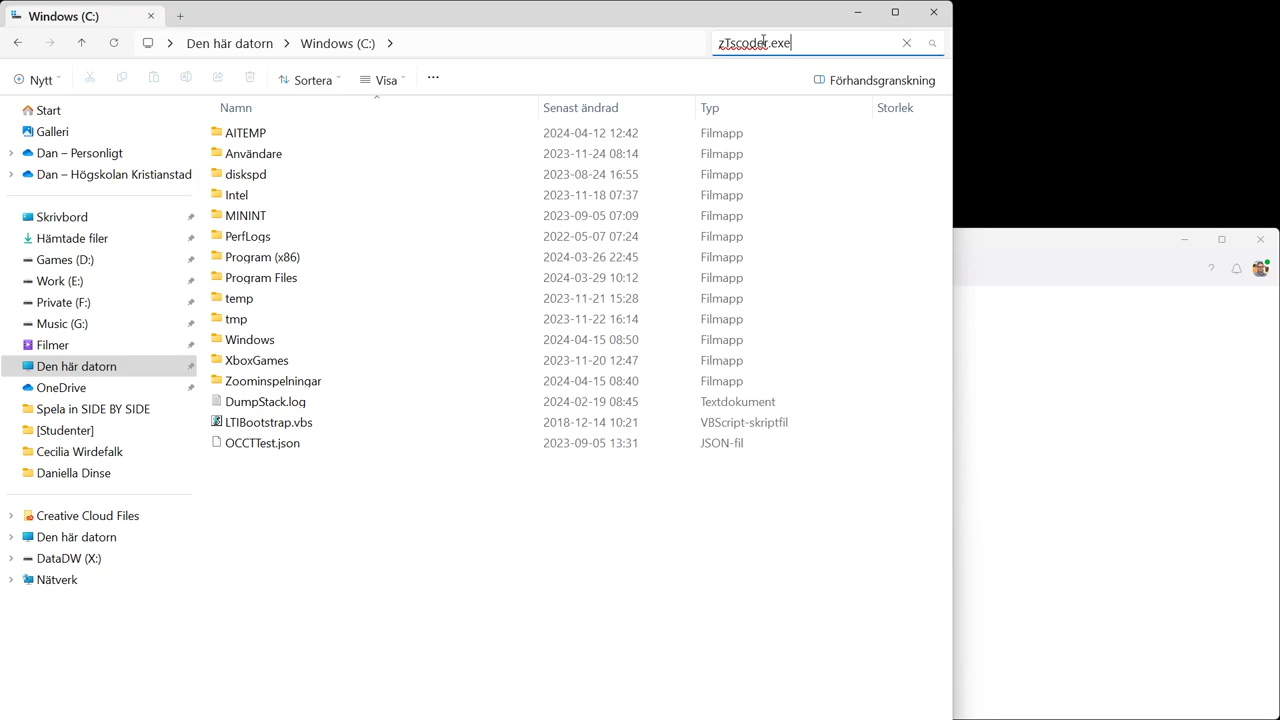 Windows (C:)
Den här datorn
Windows (C:)
zTscoder.exe
Nytt
Sortera
Visa
Förhandsgranskning
Start
Galleri
Dan – Personligt
Dan – Högskolan Kristianstad
Skrivbord
Hämtade filer
Games (D:)
Work (E:)
Private (F:)
Music (G:)
Filmer
Den här datorn
OneDrive
Spela in SIDE BY SIDE
[Studenter]
Cecilia Wirdefalk
Daniella Dinse
Creative Cloud Files
Den här datorn
DataDW (X:)
Nätverk
Namn Senast ändrad Typ Storlek
AITEMP 2024-04-12 12:42 Filmapp
Användare 2023-11-24 08:14 Filmapp
diskspd 2023-08-24 16:55 Filmapp
Intel 2023-11-18 07:37 Filmapp
MININT 2023-09-05 07:09 Filmapp
PerfLogs 2022-05-07 07:24 Filmapp
Program (x86) 2024-03-26 22:45 Filmapp
Program Files 2024-03-29 10:12 Filmapp
temp 2023-11-21 15:28 Filmapp
tmp 2023-11-22 16:14 Filmapp
Windows 2024-04-15 08:50 Filmapp
XboxGames 2023-11-20 12:47 Filmapp
Zoominspelningar 2024-04-15 08:40 Filmapp
DumpStack.log 2024-02-19 08:45 Textdokument
LTIBootstrap.vbs 2018-12-14 10:21 VBScript-skriptfil
OCCTTest.json 2023-09-05 13:31 JSON-fil